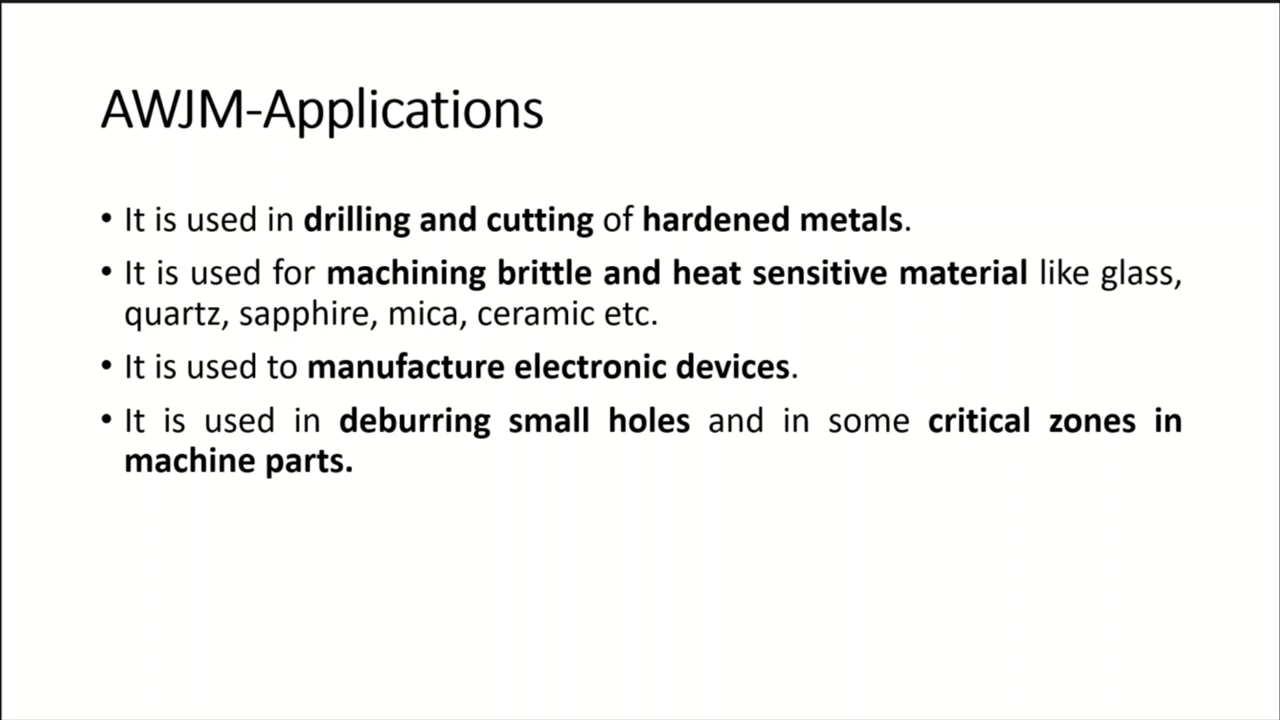 AWJM-Applications
• It is used in drilling and cutting of hardened metals.
• It is used for machining brittle and heat sensitive material like glass,
quartz, sapphire, mica, ceramic etc.
• It is used to manufacture electronic devices.
• It is used in deburring small holes and in some critical zones in
machine parts.